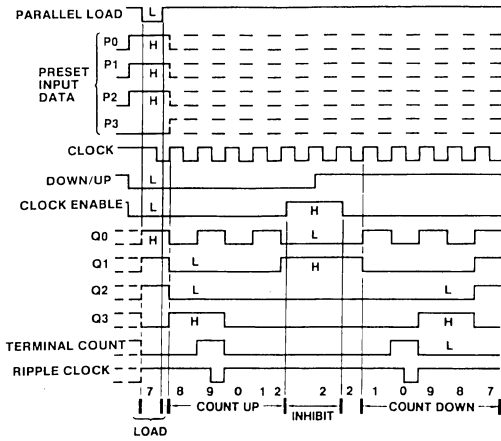 PARALLEL LOAD L
P0 H
P1 H
PRESET
INPUT
DATA
P2 H
P3
CLOCK
DOWN/UP L
CLOCK ENABLE L H
Q0 H L
Q1 L H
Q2 L L
Q3 H H
TERMINAL COUNT L
RIPPLE CLOCK
7 8 9 0 1 2 2 2 1 0 9 8 7
COUNT UP INHIBIT COUNT DOWN
LOAD